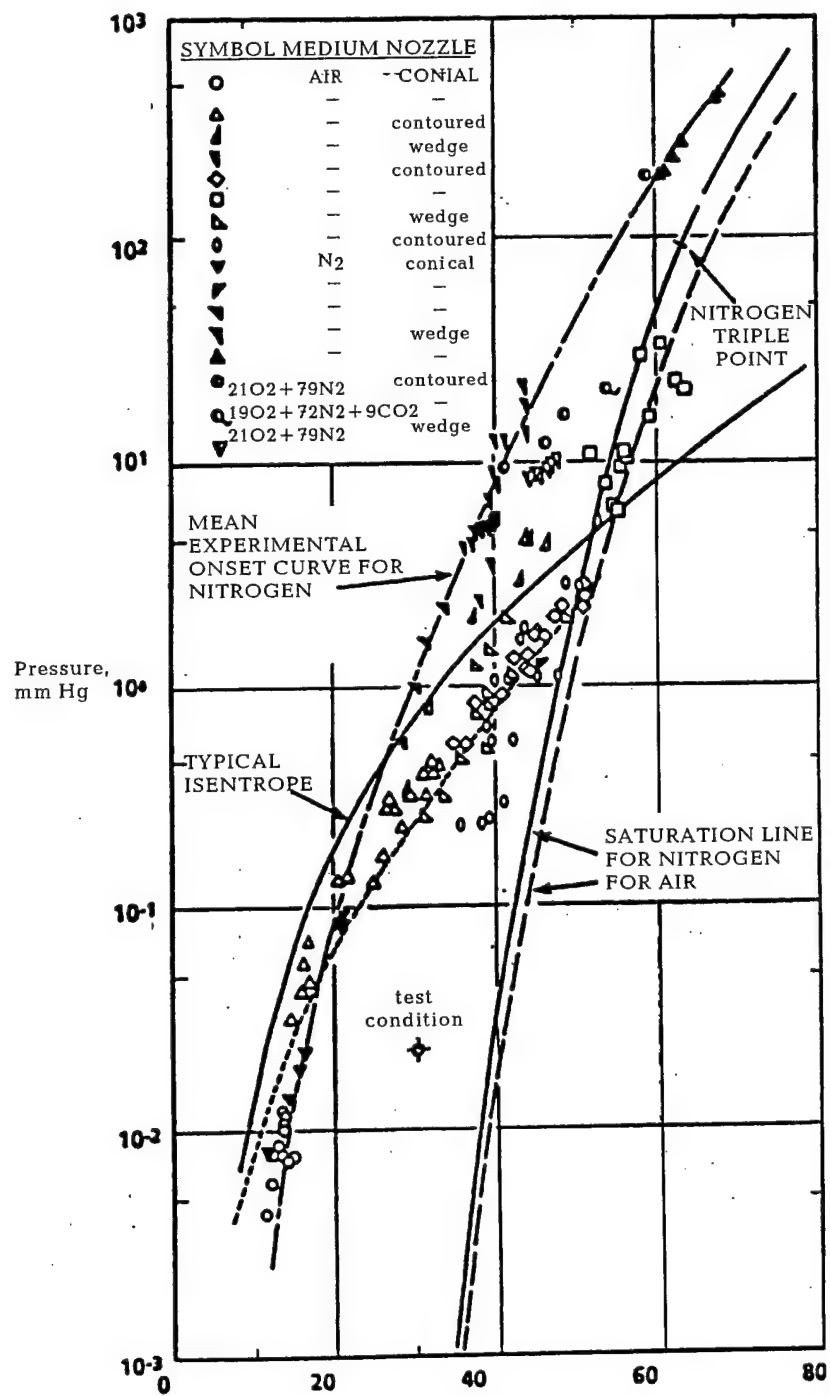 10³
SYMBOL MEDIUM NOZZLE
AIR --CONIAL
– –
– contoured
– wedge
– contoured
– –
– wedge
– contoured
N2 conical
– –
– –
– wedge
– –
21O2+79N2 contoured
19O2+72N2+9CO2 –
21O2+79N2 wedge
10²
NITROGEN
TRIPLE
POINT
10¹
MEAN
EXPERIMENTAL
ONSET CURVE FOR
NITROGEN
Pressure,
mm Hg
10⁰
TYPICAL
ISENTROPE
SATURATION LINE
FOR NITROGEN
FOR AIR
10-1
test
condition
10-2
10-3
0 20 40 60 80